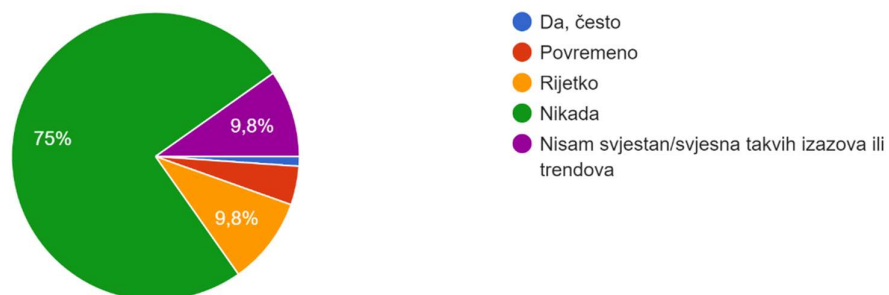 75%
9,8%
9,8%
Da, često
Povremeno
Rijetko
Nikada
Nisam svjestan/svjesna takvih izazova ili
trendova